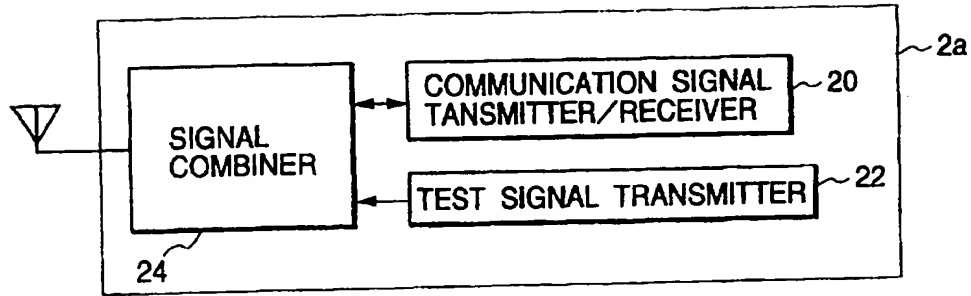 2a
COMMUNICATION SIGNAL
TANSMITTER/RECEIVER
20
SIGNAL
COMBINER
TEST SIGNAL TRANSMITTER
22
24